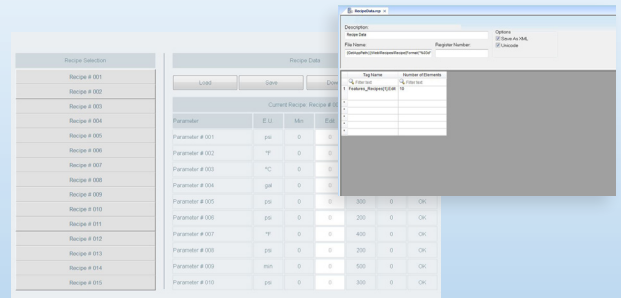 Recipe Selection
Recipe # 001
Recipe # 002
Recipe # 003
Recipe # 004
Recipe # 005
Recipe # 006
Recipe # 007
Recipe # 008
Recipe # 009
Recipe # 010
Recipe # 011
Recipe # 012
Recipe # 013
Recipe # 014
Recipe # 015
Recipe Data
Load Save Dow
Current Recipe: Recipe # 00
Parameter E.U. Min Edit
Parameter # 001 psi 0 0
Parameter # 002 °F 0 0
Parameter # 003 °C 0 0
Parameter # 004 gal 0 0
Parameter # 005 psi 0 0 300 0 OK
Parameter # 006 psi 0 0 200 0 OK
Parameter # 007 °F 0 0 400 0 OK
Parameter # 008 psi 0 0 200 0 OK
Parameter # 009 min 0 0 500 0 OK
Parameter # 010 psi 0 0 300 0 OK
RecipeData.rcp
Description:
Recipe Data
File Name: Register Number:
Options
Save As XML
Unicode
Tag Name Number of Elements
Filter text Filter text
1 Features_Recipes[1].Edit 10